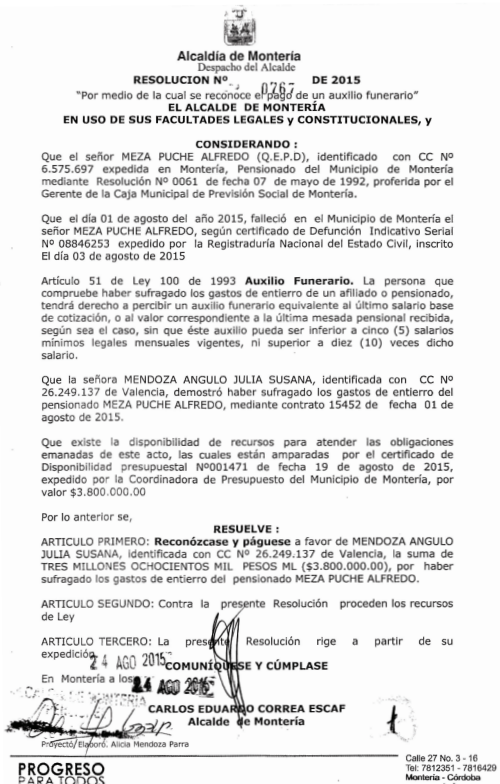 Alcaldía de Montería
Despacho del Alcalde
RESOLUCION Nº 0767 DE 2015
"Por medio de la cual se reconoce el pago de un auxilio funerario"
EL ALCALDE DE MONTERÍA
EN USO DE SUS FACULTADES LEGALES y CONSTITUCIONALES, y
CONSIDERANDO :
Que el señor MEZA PUCHE ALFREDO (Q.E.P.D), identificado con CC Nº
6.575.697 expedida en Montería, Pensionado del Municipio de Montería
mediante Resolución Nº 0061 de fecha 07 de mayo de 1992, proferida por el
Gerente de la Caja Municipal de Previsión Social de Montería.
Que el día 01 de agosto del año 2015, falleció en el Municipio de Montería el
señor MEZA PUCHE ALFREDO, según certificado de Defunción Indicativo Serial
Nº 08846253 expedido por la Registraduría Nacional del Estado Civil, inscrito
El día 03 de agosto de 2015
Artículo 51 de Ley 100 de 1993 Auxilio Funerario. La persona que
compruebe haber sufragado los gastos de entierro de un afiliado o pensionado,
tendrá derecho a percibir un auxilio funerario equivalente al último salario base
de cotización, o al valor correspondiente a la última mesada pensional recibida,
según sea el caso, sin que éste auxilio pueda ser inferior a cinco (5) salarios
mínimos legales mensuales vigentes, ni superior a diez (10) veces dicho
salario.
Que la señora MENDOZA ANGULO JULIA SUSANA, identificada con CC Nº
26.249.137 de Valencia, demostró haber sufragado los gastos de entierro del
pensionado MEZA PUCHE ALFREDO, mediante contrato 15452 de fecha 01 de
agosto de 2015.
Que existe la disponibilidad de recursos para atender las obligaciones
emanadas de este acto, las cuales están amparadas por el certificado de
Disponibilidad presupuestal Nº001471 de fecha 19 de agosto de 2015,
expedido por la Coordinadora de Presupuesto del Municipio de Montería, por
valor $3.800.000.00
Por lo anterior se,
RESUELVE :
ARTICULO PRIMERO: Reconózcase y páguese a favor de MENDOZA ANGULO
JULIA SUSANA, identificada con CC Nº 26.249.137 de Valencia, la suma de
TRES MILLONES OCHOCIENTOS MIL PESOS ML ($3.800.000.00), por haber
sufragado los gastos de entierro del pensionado MEZA PUCHE ALFREDO.
ARTICULO SEGUNDO: Contra la presente Resolución proceden los recursos
de Ley
ARTICULO TERCERO: La presente Resolución rige a partir de su
expedición
24 AGO 2015
COMUNÍQUESE Y CÚMPLASE
En Montería a los 24 AGO 2015
CARLOS EDUARDO CORREA ESCAF
Alcalde de Montería
Proyectó/Elaboró. Alicia Mendoza Parra
PROGRESO
PARA TODOS
Calle 27 No. 3 - 16
Tel: 7812351 - 7816429
Montería - Córdoba